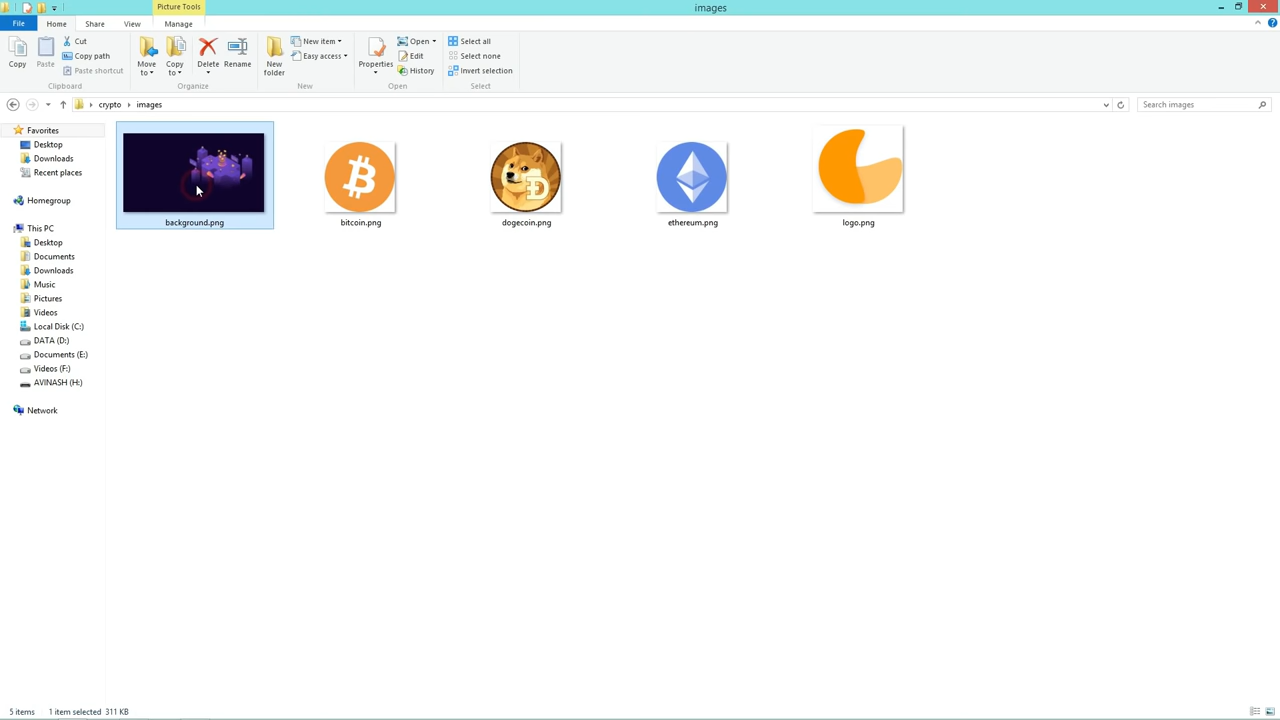 Picture Tools
images
File
Home
Share
View
Manage
Copy
Paste
Cut
Copy path
Paste shortcut
Clipboard
Move to
Copy to
Delete
Rename
Organize
New folder
New item
Easy access
New
Properties
Open
Edit
History
Open
Select all
Select none
Invert selection
Select
crypto
images
Search images
Favorites
Desktop
Downloads
Recent places
Homegroup
This PC
Desktop
Documents
Downloads
Music
Pictures
Videos
Local Disk (C:)
DATA (D:)
Documents (E:)
Videos (F:)
AVINASH (H:)
Network
background.png
bitcoin.png
dogecoin.png
ethereum.png
logo.png
5 items
1 item selected 311 KB